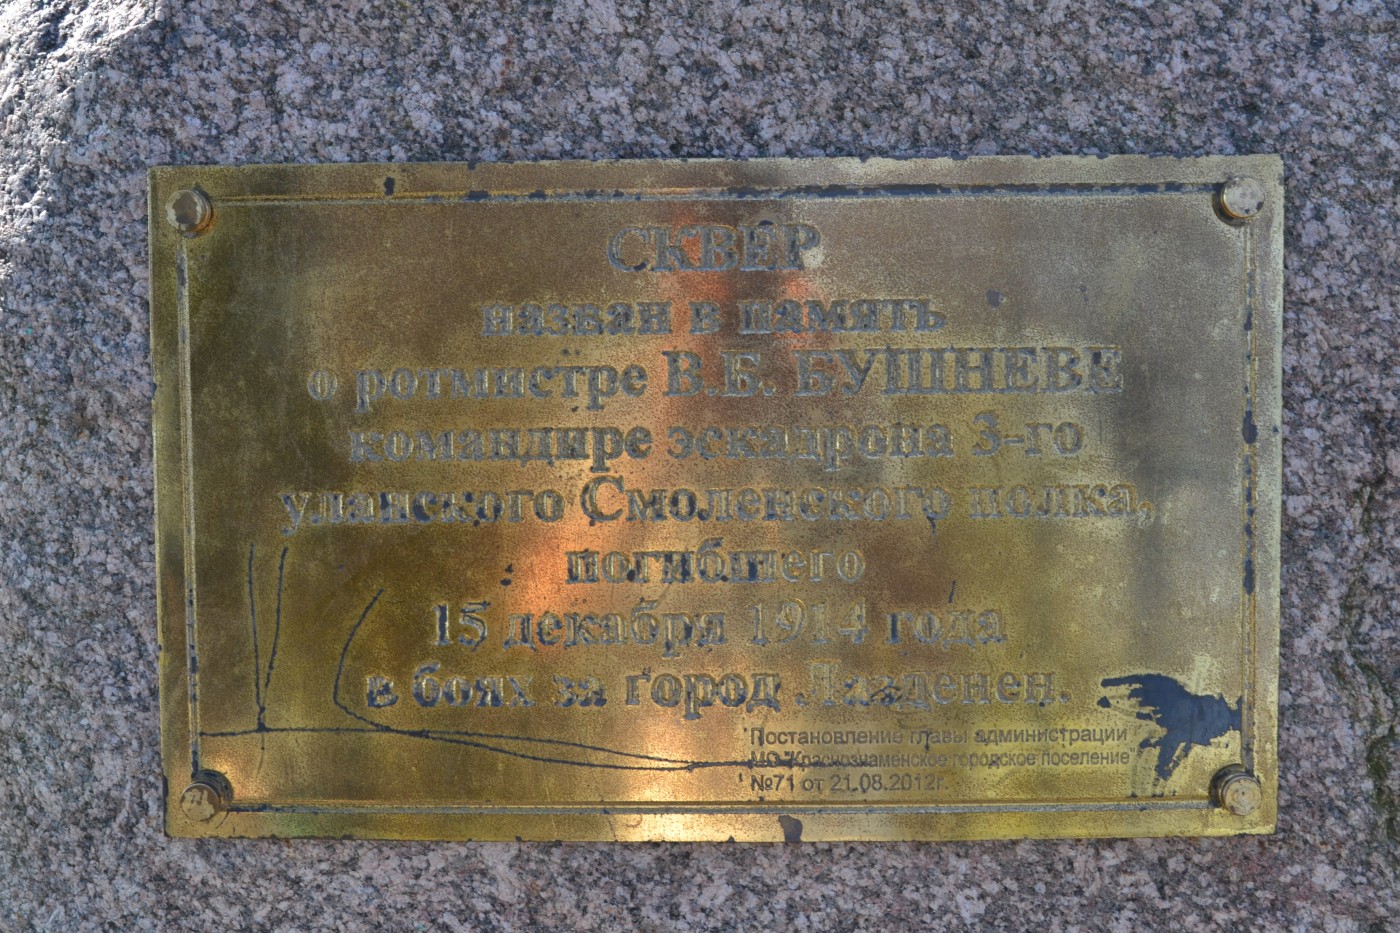 СКВЕР
назван в память
о ротмистре В.Б. БУШНЕВЕ
командире эскадрона 3-го
уланского Смоленского полка,
погибшего
15 декабря 1914 года
в боях за город Лазденен.
Постановление главы администрации
МО"Краснознаменское городское поселение"
№71 от 21.08.2012г.